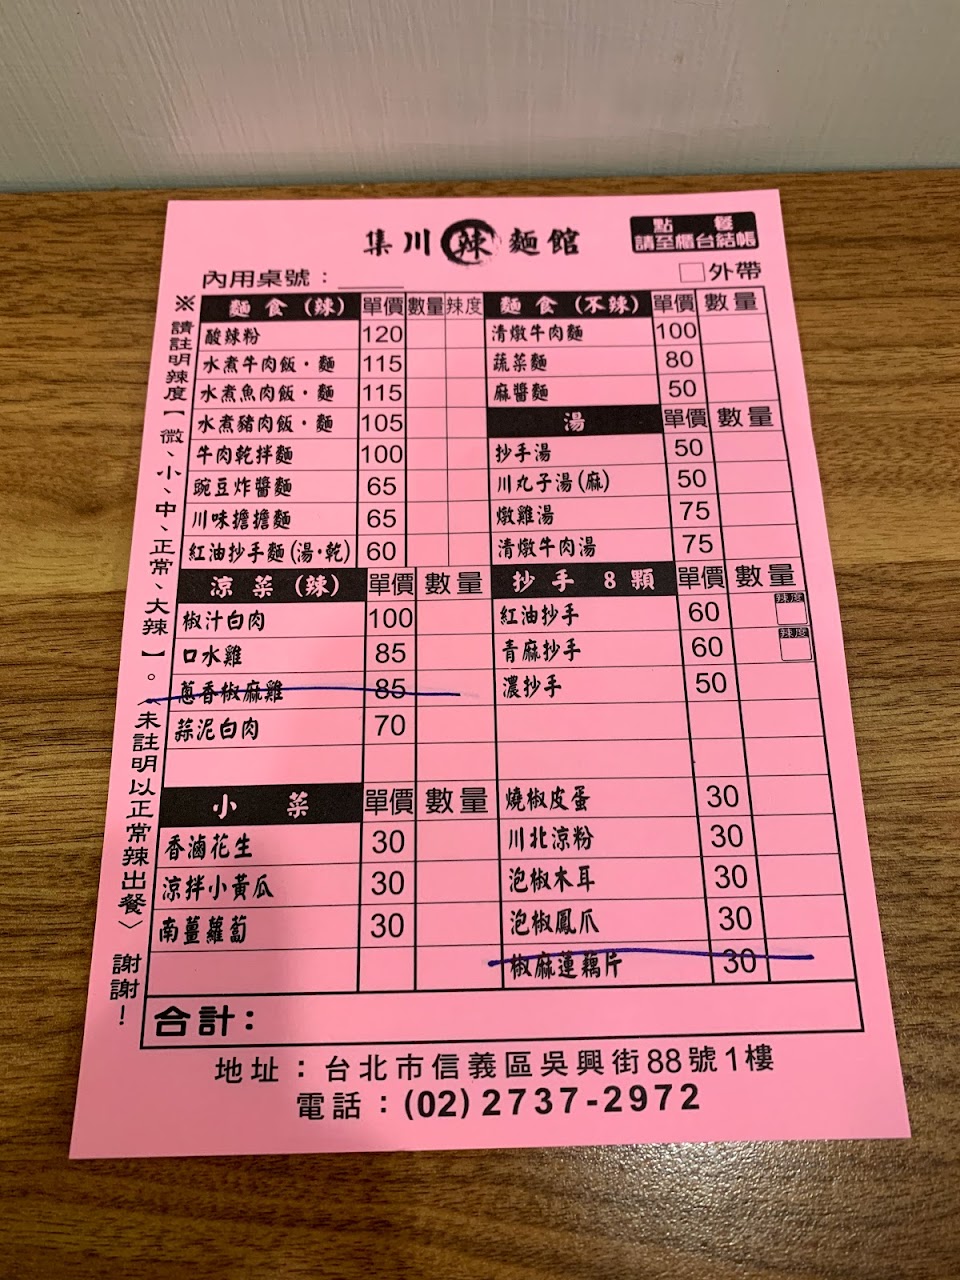 集川辣麵館
點餐
請至櫃台結帳
內用桌號：
外帶
※請註明辣度【微、小、中、正常、大辣】。〈未註明以正常辣出餐〉謝謝！
麵食(辣) 單價 數量 辣度
酸辣粉 120
水煮牛肉飯・麵 115
水煮魚肉飯・麵 115
水煮豬肉飯・麵 105
牛肉乾拌麵 100
豌豆炸醬麵 65
川味擔擔麵 65
紅油抄手麵(湯・乾) 60
涼菜(辣) 單價 數量
椒汁白肉 100
口水雞 85
蔥香椒麻雞 85
蒜泥白肉 70
小菜 單價 數量
香滷花生 30
涼拌小黃瓜 30
南薑蘿蔔 30
麵食(不辣) 單價 數量
清燉牛肉麵 100
蔬菜麵 80
麻醬麵 50
湯 單價 數量
抄手湯 50
川丸子湯(麻) 50
燉雞湯 75
清燉牛肉湯 75
抄手8顆 單價 數量
紅油抄手 60 辣度
青麻抄手 60 辣度
濃抄手 50
燒椒皮蛋 30
川北涼粉 30
泡椒木耳 30
泡椒鳳爪 30
椒麻蓮藕片 30
合計：
地址：台北市信義區吳興街88號1樓
電話：(02)2737-2972